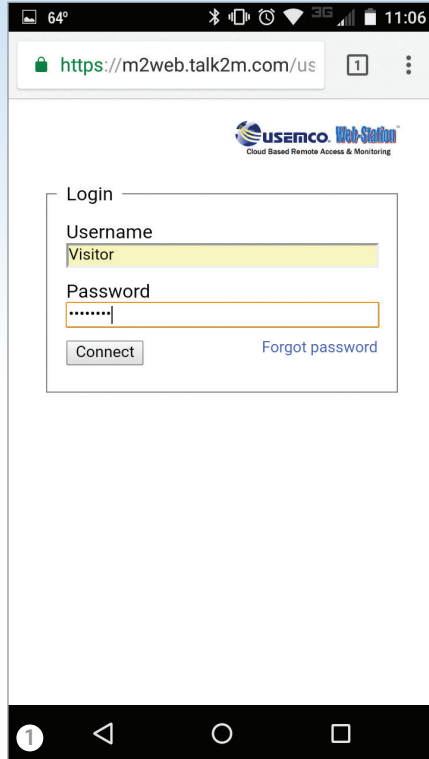 64° 3G 11:06
https://m2web.talk2m.com/us 1
USEMCO. Web-Station™
Cloud Based Remote Access & Monitoring
Login
Username
Visitor
Password
••••••••
Connect Forgot password
1